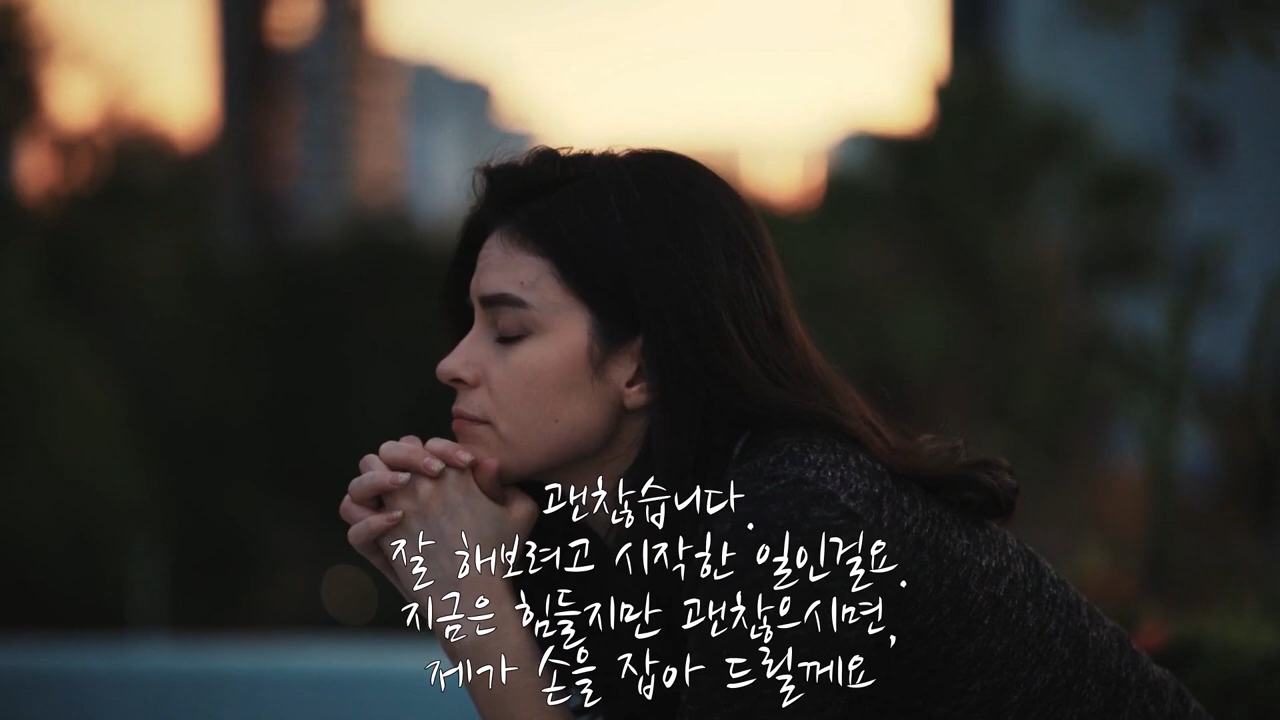 괜찮습니다.
잘 해보려고 시작한 일인걸요.
지금은 힘들지만 괜찮으시면,
제가 손을 잡아 드릴께요